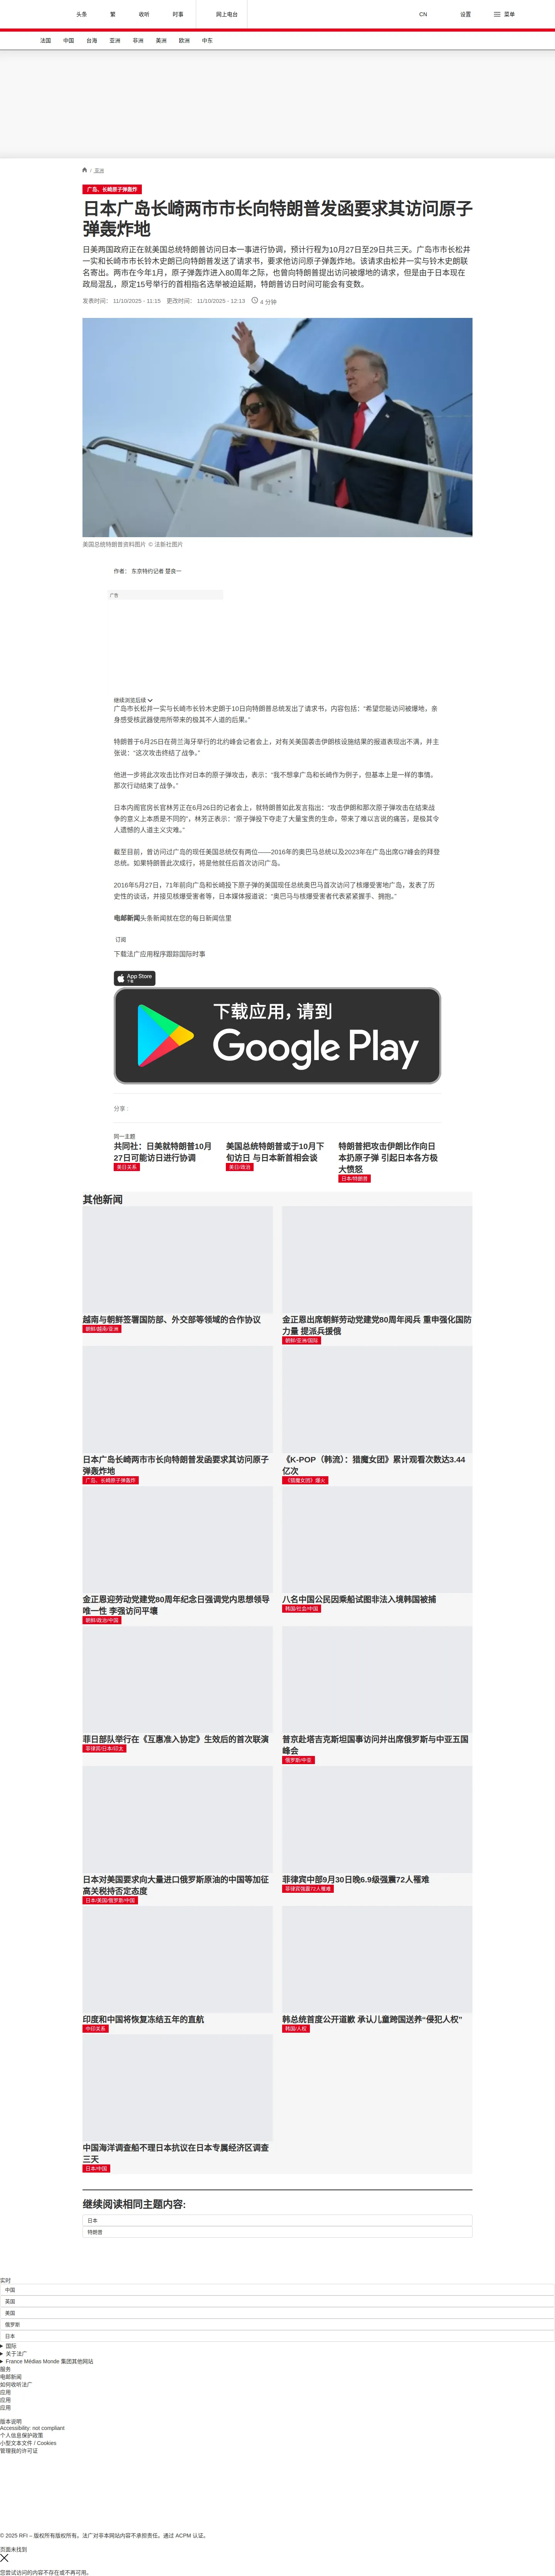 头条 繁 收听 时事 网上电台 CN 设置 菜单
法国 中国 台海 亚洲 非洲 美洲 欧洲 中东
/ 亚洲
广岛、长崎原子弹轰炸
日本广岛长崎两市市长向特朗普发函要求其访问原子
弹轰炸地
日美两国政府正在就美国总统特朗普访问日本一事进行协调，预计行程为10月27日至29日共三天。广岛市市长松井
一实和长崎市市长铃木史朗已向特朗普发送了请求书，要求他访问原子弹轰炸地。该请求由松井一实与铃木史朗联
名寄出。两市在今年1月，原子弹轰炸进入80周年之际，也曾向特朗普提出访问被爆地的请求，但是由于日本现在
政局混乱，原定15号举行的首相指名选举被迫延期，特朗普访日时间可能会有变数。
发表时间： 11/10/2025 - 11:15 更改时间： 11/10/2025 - 12:13 4 分钟
美国总统特朗普资料图片 © 法新社图片
作者： 东京特约记者 楚良一
广告
继续浏览后续
广岛市长松井一实与长崎市长铃木史朗于10日向特朗普总统发出了请求书，内容包括：“希望您能访问被爆地，亲
身感受核武器使用所带来的极其不人道的后果。”
特朗普于6月25日在荷兰海牙举行的北约峰会记者会上，对有关美国袭击伊朗核设施结果的报道表现出不满，并主
张说：“这次攻击终结了战争。”
他进一步将此次攻击比作对日本的原子弹攻击，表示：“我不想拿广岛和长崎作为例子，但基本上是一样的事情。
那次行动结束了战争。”
日本内阁官房长官林芳正在6月26日的记者会上，就特朗普如此发言指出：“攻击伊朗和那次原子弹攻击在结束战
争的意义上本质是不同的”，林芳正表示：“原子弹投下夺走了大量宝贵的生命，带来了难以言说的痛苦，是极其令
人遗憾的人道主义灾难。”
截至目前，曾访问过广岛的现任美国总统仅有两位——2016年的奥巴马总统以及2023年在广岛出席G7峰会的拜登
总统。如果特朗普此次成行，将是他就任后首次访问广岛。
2016年5月27日，71年前向广岛和长崎投下原子弹的美国现任总统奥巴马首次访问了核爆受害地广岛，发表了历
史性的谈话，并接见核爆受害者等，日本媒体报道说：“奥巴马与核爆受害者代表紧紧握手、拥抱。”
电邮新闻头条新闻就在您的每日新闻信里
订阅
下载法广应用程序跟踪国际时事
App Store
下载
下载应用，请到
Google Play
分享 :
同一主题
共同社：日美就特朗普10月
27日可能访日进行协调
美日关系
美国总统特朗普或于10月下
旬访日 与日本新首相会谈
美日/政治
特朗普把攻击伊朗比作向日
本扔原子弹 引起日本各方极
大愤怒
日本/特朗普
其他新闻
越南与朝鲜签署国防部、外交部等领域的合作协议
朝鲜/越南/亚洲
金正恩出席朝鲜劳动党建党80周年阅兵 重申强化国防
力量 提派兵援俄
朝鲜/亚洲/国际
日本广岛长崎两市市长向特朗普发函要求其访问原子
弹轰炸地
广岛、长崎原子弹轰炸
《K-POP（韩流）：猎魔女团》累计观看次数达3.44
亿次
《猎魔女团》爆火
金正恩迎劳动党建党80周年纪念日强调党内思想领导
唯一性 李强访问平壤
朝鲜/政治/中国
八名中国公民因乘船试图非法入境韩国被捕
韩国/社会/中国
菲日部队举行在《互惠准入协定》生效后的首次联演
菲律宾/日本/印太
普京赴塔吉克斯坦国事访问并出席俄罗斯与中亚五国
峰会
俄罗斯/中亚
日本对美国要求向大量进口俄罗斯原油的中国等加征
高关税持否定态度
日本/美国/俄罗斯/中国
菲律宾中部9月30日晚6.9级强震72人罹难
菲律宾强震72人罹难
印度和中国将恢复冻结五年的直航
中印关系
韩总统首度公开道歉 承认儿童跨国送养“侵犯人权”
韩国/人权
中国海洋调查船不理日本抗议在日本专属经济区调查
三天
日本/中国
继续阅读相同主题内容:
日本
特朗普
实时
中国
英国
美国
俄罗斯
日本
国际
关于法广
France Médias Monde 集团其他网站
服务
电邮新闻
如何收听法广
应用
应用
应用
版本说明
Accessibility: not compliant
个人信息保护政策
小型文本文件 / Cookies
管理我的许可证
© 2025 RFI – 版权所有版权所有。法广对非本网站内容不承担责任。通过 ACPM 认证。
页面未找到
您尝试访问的内容不存在或不再可用。